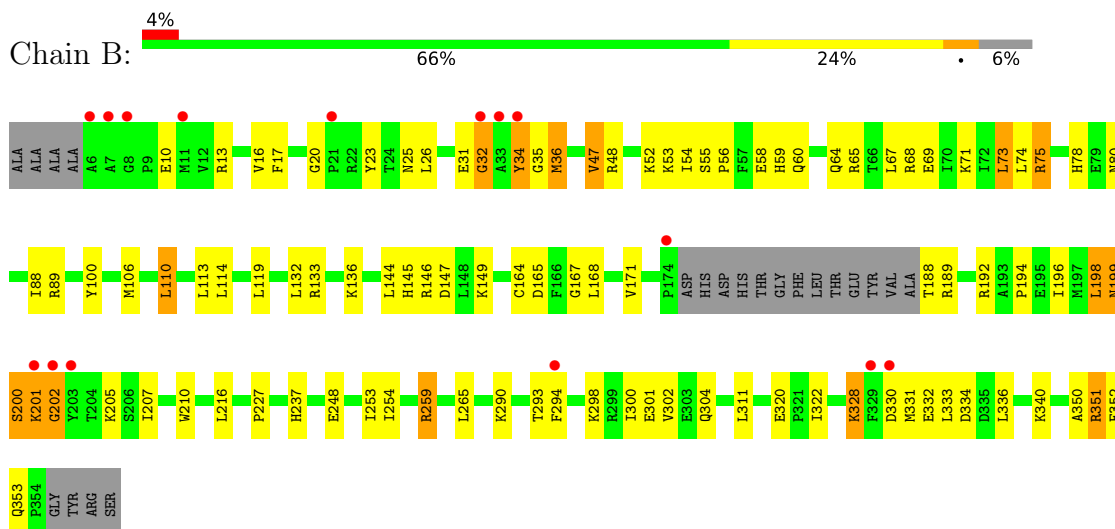 4%
Chain B:
66% 24% • 6%
ALA ALA ALA ALA A6 A7 G8 P9 E10 M11 V12 R13 V16 F17 G20 P21 R22 Y23 T24 N25 L26 E31 G32 A33 Y34 G35 M36 V47 R48 K52 K53 I54 S55 P56 F57 E58 H59 Q60 Q64 R65 T66 L67 R68 E69 I70 K71 I72 L73 L74 R75 H78 E79 N80
I88 R89 Y100 M106 L110 L113 L114 L119 L132 R133 K136 L144 H145 R146 D147 L148 K149 C164 D165 F166 G167 L168 V171 P174 ASP HIS ASP HIS THR GLY PHE LEU THR GLU TYR VAL ALA T188 R189 R192 A193 P194 E195 I196 M197 L198 N199
S200 K201 G202 Y203 T204 K205 S206 I207 W210 L216 P227 H237 E248 I253 I254 R259 L265 K290 T293 F294 K298 R299 I300 E301 V302 E303 Q304 L311 E320 P321 I322 K328 F329 D330 M331 E332 L333 D334 D335 L336 K340 A350 R351
Q353 P354 GLY TYR ARG SER